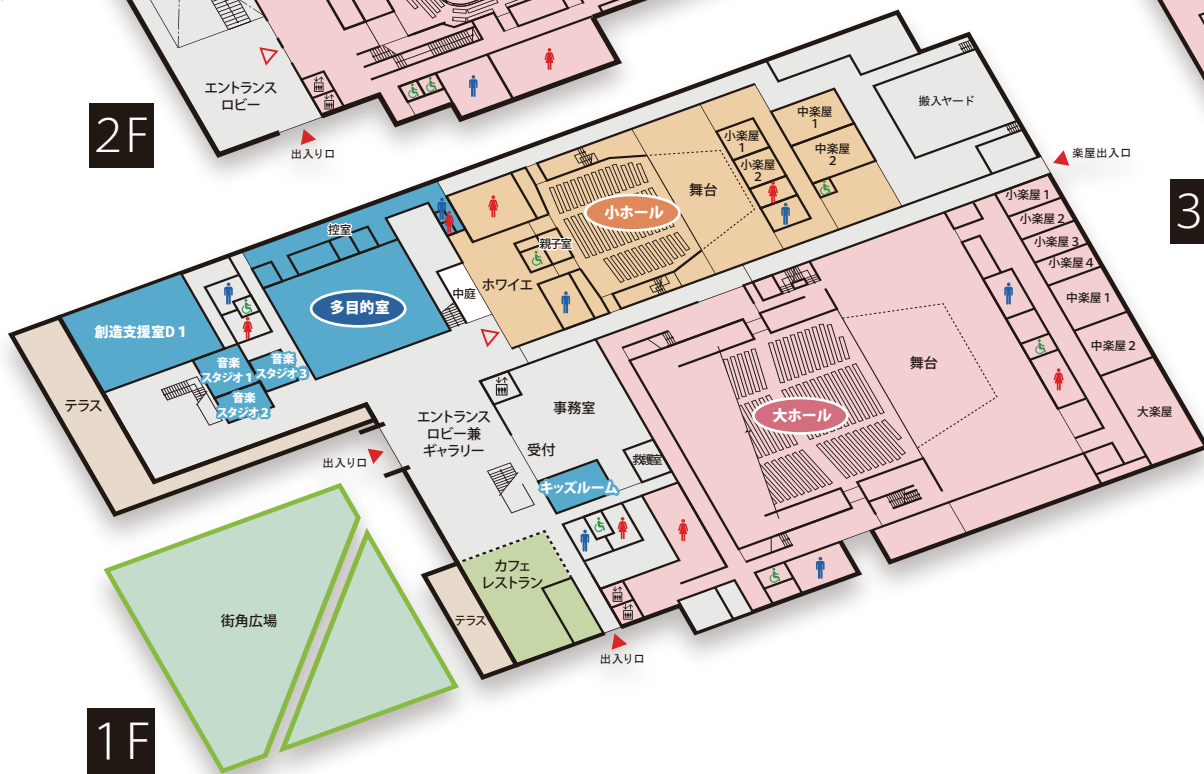 エントランス
ロビー
2F
出入り口
搬入ヤード
中楽屋
1
小楽屋
1
中楽屋
2
小楽屋
2
楽屋出入口
舞台
小楽屋1
小ホール
小楽屋2
控室
親子室
小楽屋3
小楽屋4
3
ホワイエ
中庭
中楽屋1
多目的室
創造支援室D1
中楽屋2
音楽
スタジオ1
音楽
スタジオ3
音楽
スタジオ2
舞台
テラス
エントランス
ロビー兼
ギャラリー
事務室
大ホール
大楽屋
受付
出入り口
救護室
キッズルーム
カフェ
レストラン
街角広場
テラス
出入り口
1F